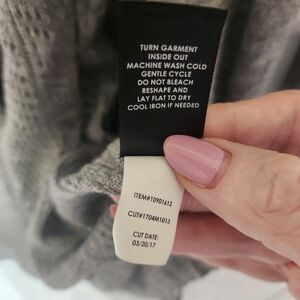 TURN GARMENT
INSIDE OUT
MACHINE WASH COLD
GENTLE CYCLE
DO NOT BLEACH
RESHAPE AND
LAY FLAT TO DRY
COOL IRON IF NEEDED
ITEM#10901612
CUT#1704M1013
CUT DATE:
03/20/17